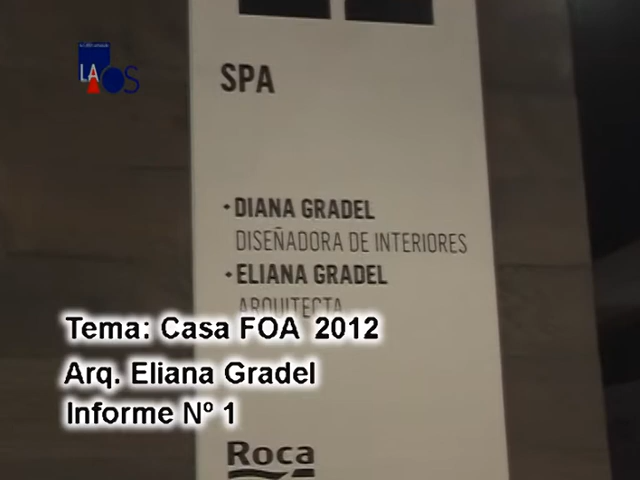 LA OS
SPA
DIANA GRADEL
DISEÑADORA DE INTERIORES
ELIANA GRADEL
ARQUITECTA
Tema: Casa FOA 2012
Arq. Eliana Gradel
Informe Nº 1
Roca